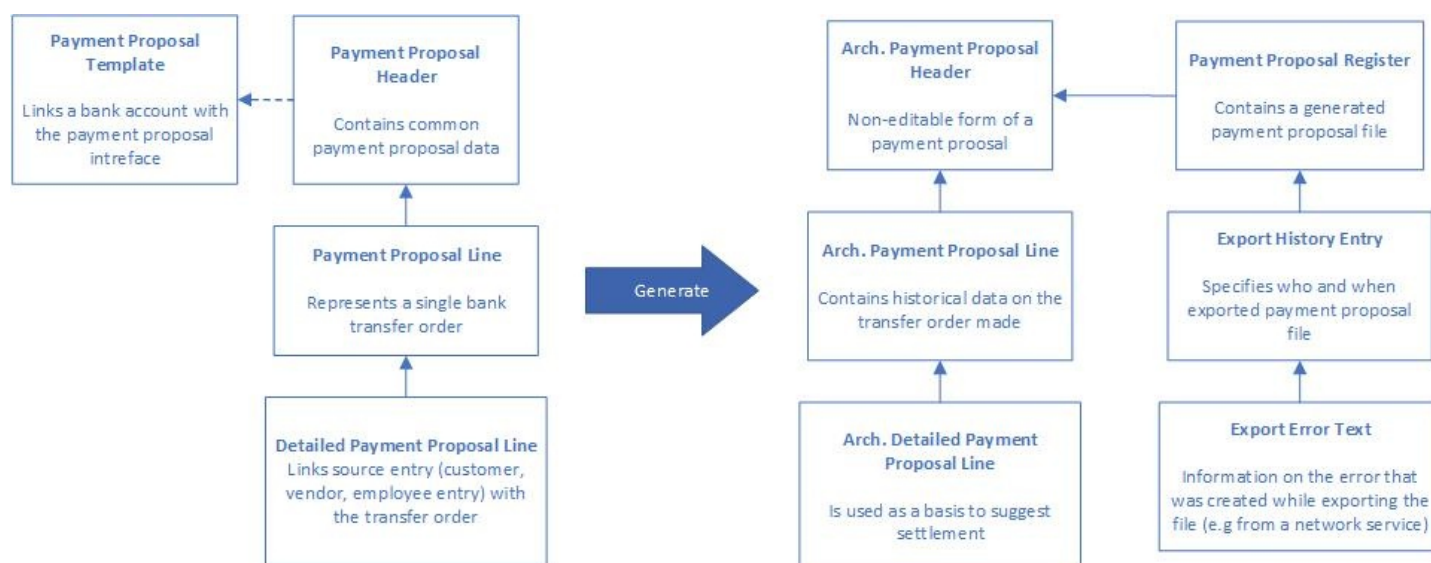 Payment Proposal
Template
Links a bank account with
the payment proposal
intreface
Payment Proposal
Header
Contains common
payment proposal data
Payment Proposal Line
Represents a single bank
transfer order
Detailed Payment Proposal Line
Links source entry (customer,
vendor, employee entry) with
the transfer order
Generate
Arch. Payment Proposal
Header
Non-editable form of a
payment proosal
Arch. Payment Proposal Line
Contains historical data on the
transfer order made
Arch. Detailed Payment
Proposal Line
Is used as a basis to suggest
settlement
Payment Proposal Register
Contains a generated
payment proposal file
Export History Entry
Specifies who and when
exported payment proposal
file
Export Error Text
Information on the error that
was created while exporting the
file (e.g from a network service)